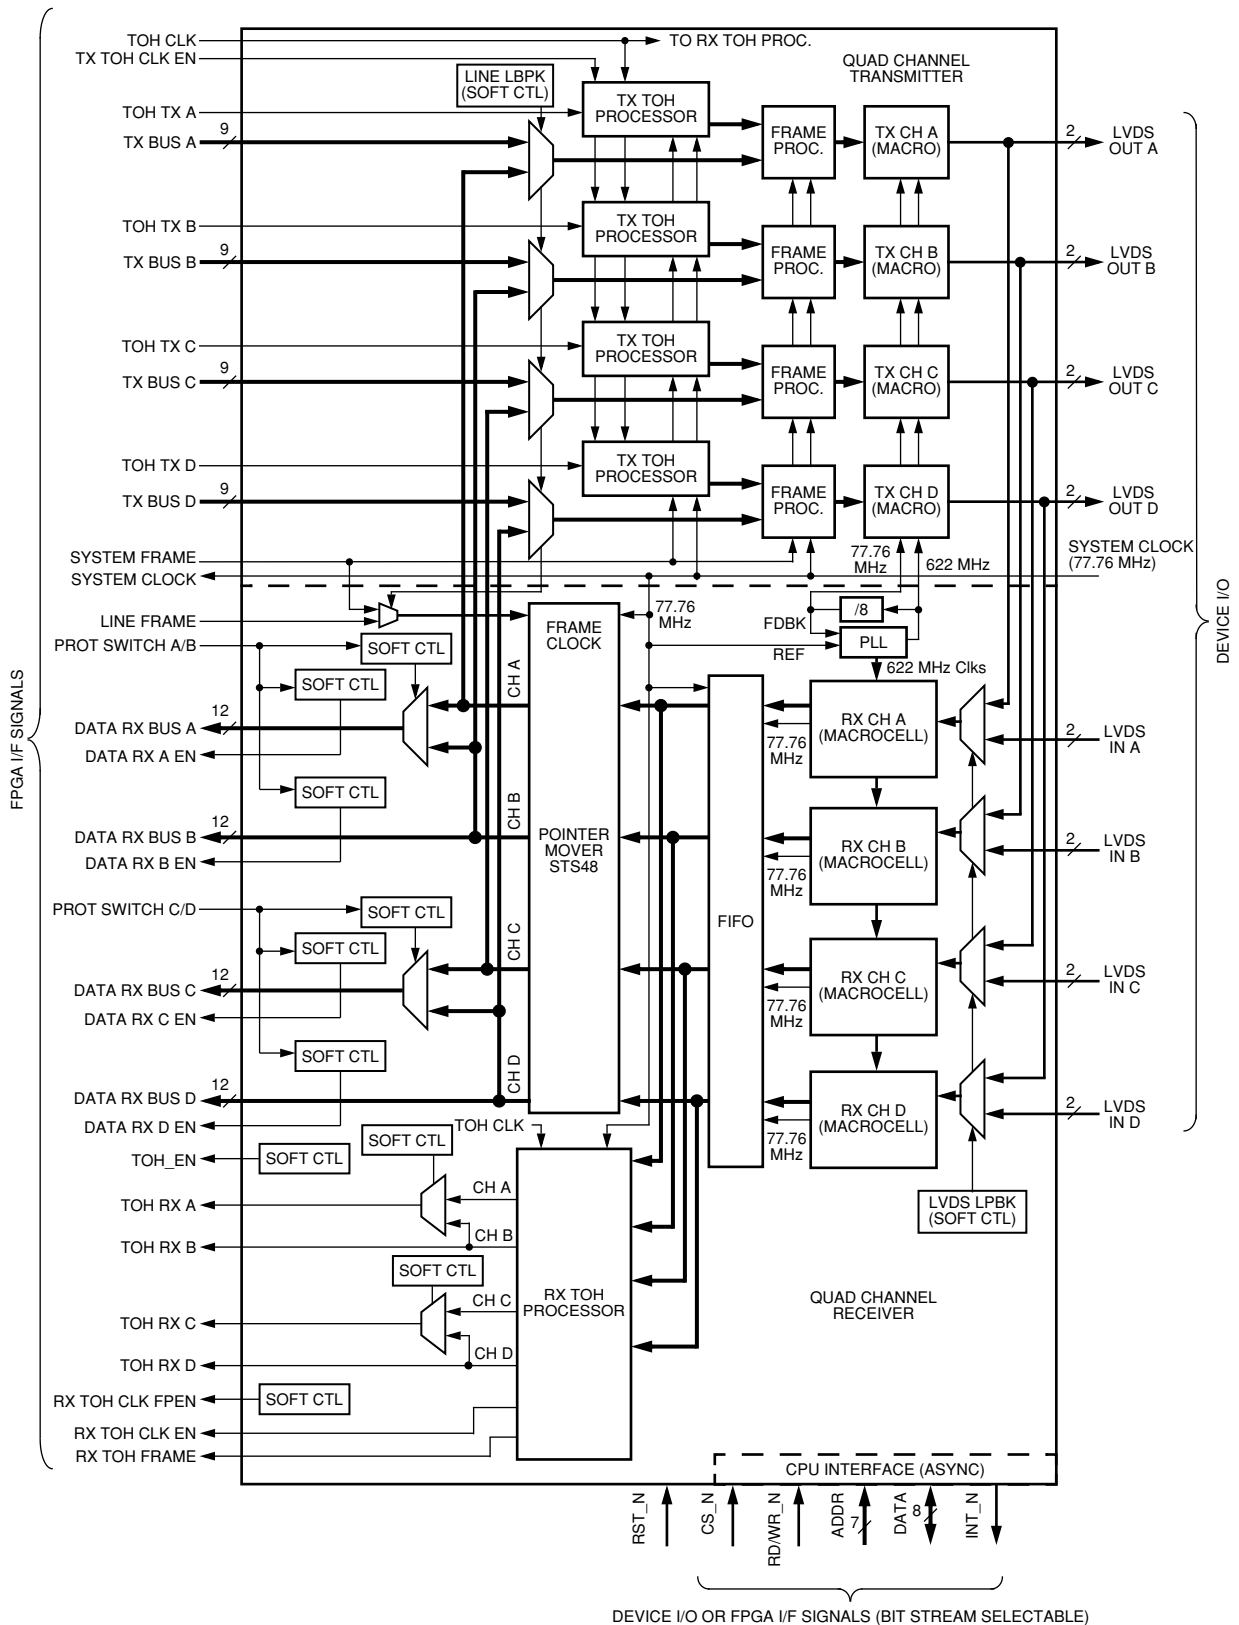 TOH CLK
TO RX TOH PROC.
TX TOH CLK EN
QUAD CHANNEL
TRANSMITTER
LINE LBPK
(SOFT CTL)
TOH TX A
TX TOH
PROCESSOR
TX BUS A
9
FRAME
PROC.
TX CH A
(MACRO)
2
LVDS
OUT A
TOH TX B
TX TOH
PROCESSOR
TX BUS B
9
FRAME
PROC.
TX CH B
(MACRO)
2
LVDS
OUT B
TOH TX C
TX TOH
PROCESSOR
TX BUS C
9
FRAME
PROC.
TX CH C
(MACRO)
2
LVDS
OUT C
TOH TX D
TX TOH
PROCESSOR
TX BUS D
9
FRAME
PROC.
TX CH D
(MACRO)
2
LVDS
OUT D
SYSTEM FRAME
SYSTEM CLOCK
77.76
MHz
622 MHz
SYSTEM CLOCK
(77.76 MHz)
LINE FRAME
FRAME
CLOCK
77.76
MHz
FDBK
/8
REF
PLL
622 MHz Clks
PROT SWITCH A/B
SOFT CTL
SOFT CTL
CH A
DATA RX BUS A
12
DATA RX A EN
RX CH A
(MACROCELL)
77.76
MHz
2
LVDS
IN A
SOFT CTL
CH B
DATA RX BUS B
12
DATA RX B EN
POINTER
MOVER
STS48
RX CH B
(MACROCELL)
77.76
MHz
2
LVDS
IN B
PROT SWITCH C/D
SOFT CTL
SOFT CTL
CH C
FIFO
DATA RX BUS C
12
DATA RX C EN
RX CH C
(MACROCELL)
77.76
MHz
2
LVDS
IN C
SOFT CTL
CH D
DATA RX BUS D
12
DATA RX D EN
RX CH D
(MACROCELL)
77.76
MHz
2
LVDS
IN D
TOH CLK
TOH_EN
SOFT CTL
SOFT CTL
TOH RX A
CH A
TOH RX B
CH B
LVDS LPBK
(SOFT CTL)
SOFT CTL
RX TOH
PROCESSOR
QUAD CHANNEL
RECEIVER
TOH RX C
CH C
TOH RX D
CH D
RX TOH CLK FPEN
SOFT CTL
RX TOH CLK EN
RX TOH FRAME
CPU INTERFACE (ASYNC)
RST_N
CS_N
RD/WR_N
ADDR
7
DATA
8
INT_N
DEVICE I/O OR FPGA I/F SIGNALS (BIT STREAM SELECTABLE)
FPGA I/F SIGNALS
DEVICE I/O